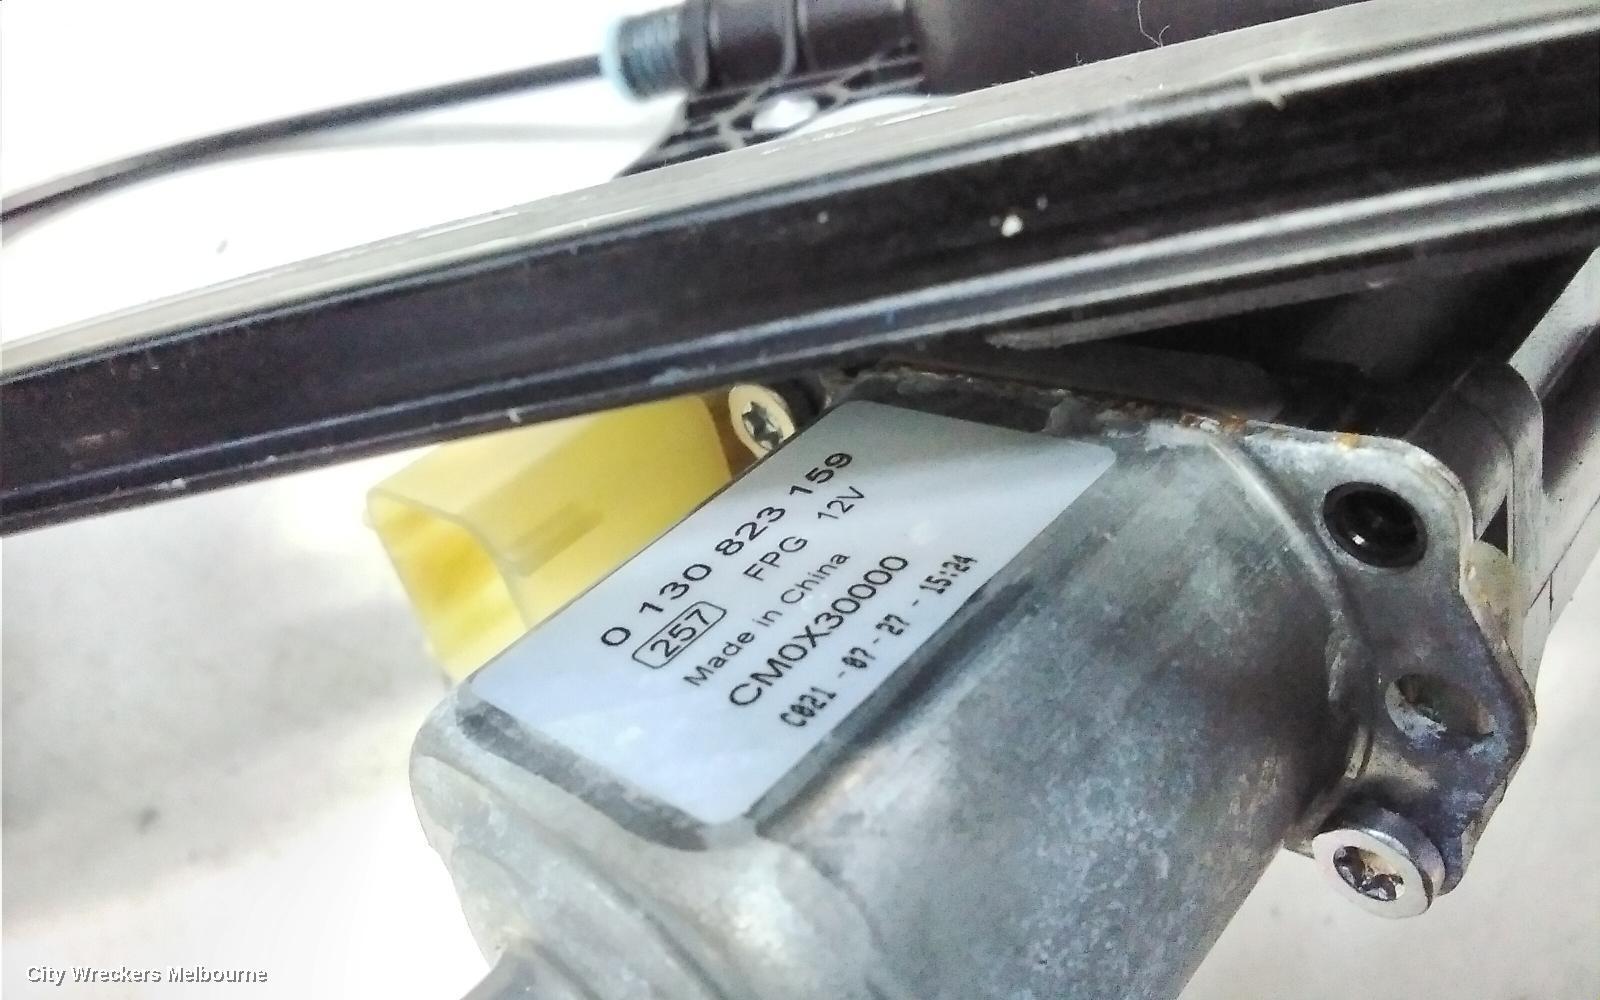 0 130 823 159
257 FPG 12V
Made in China
CM0X30000
C021 - 07 - 27 - 15:24
City Wreckers Melbourne